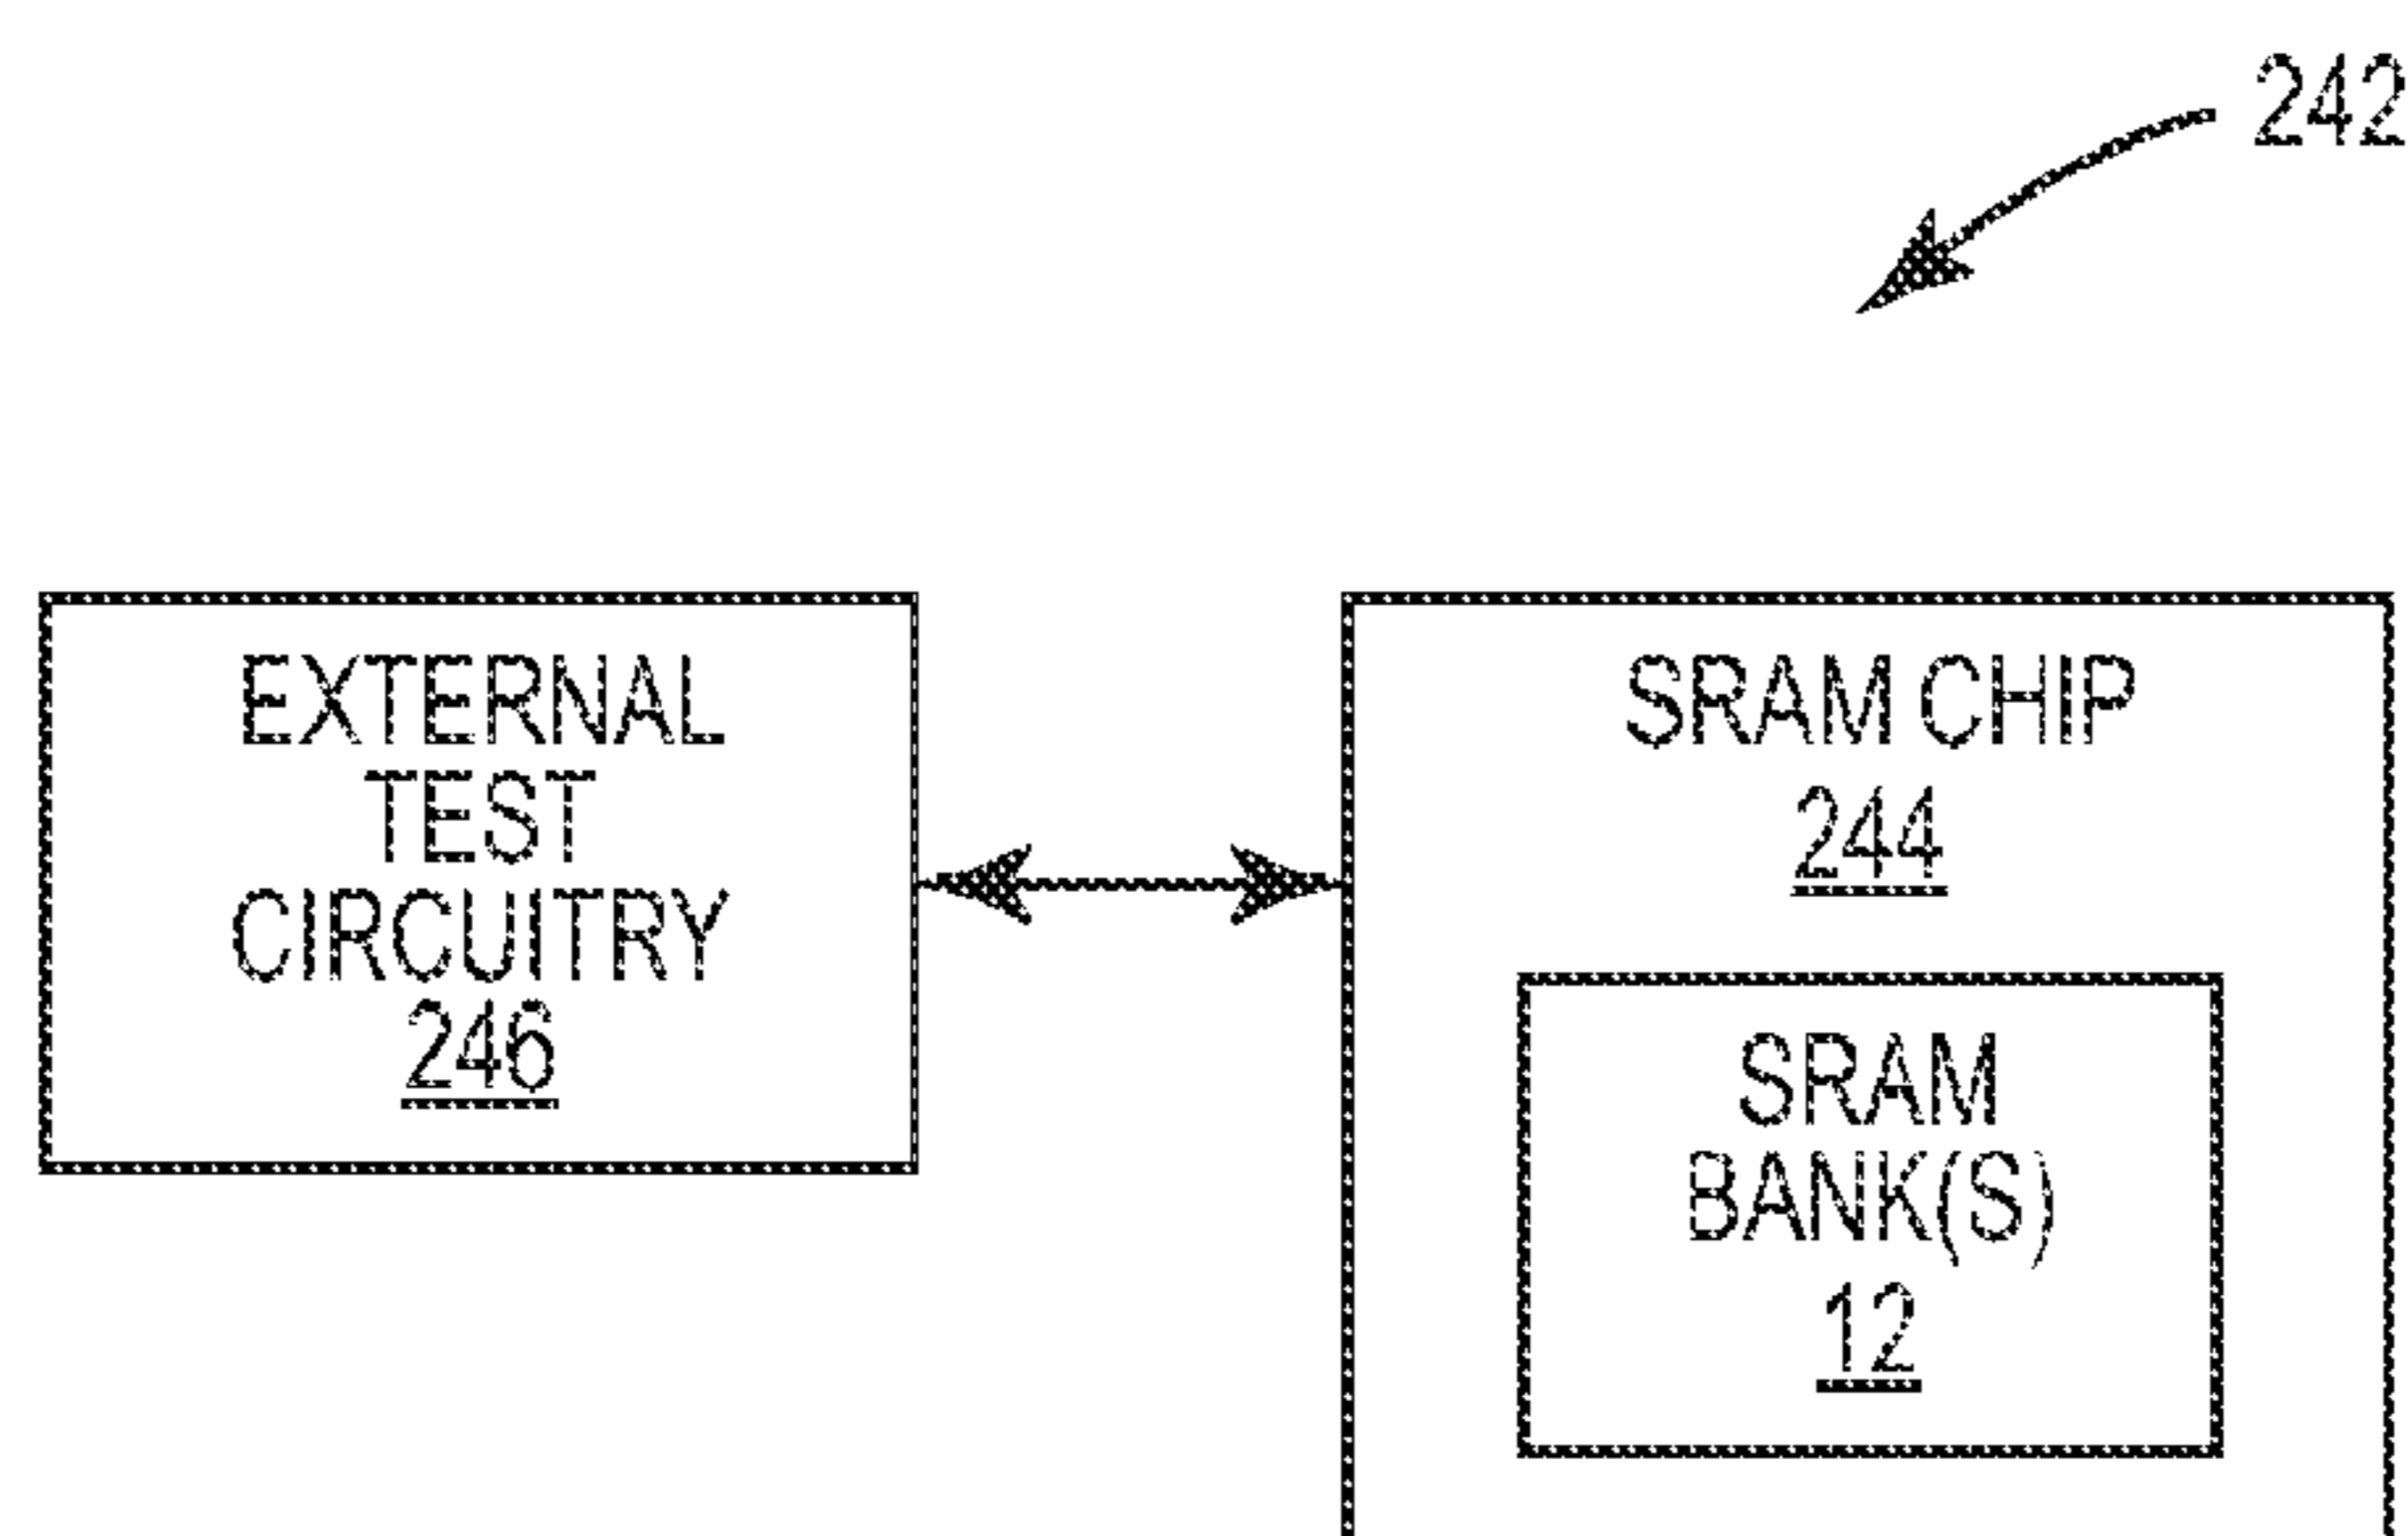 242
EXTERNAL
TEST
CIRCUITRY
246
SRAM CHIP
244
SRAM
BANK(S)
12